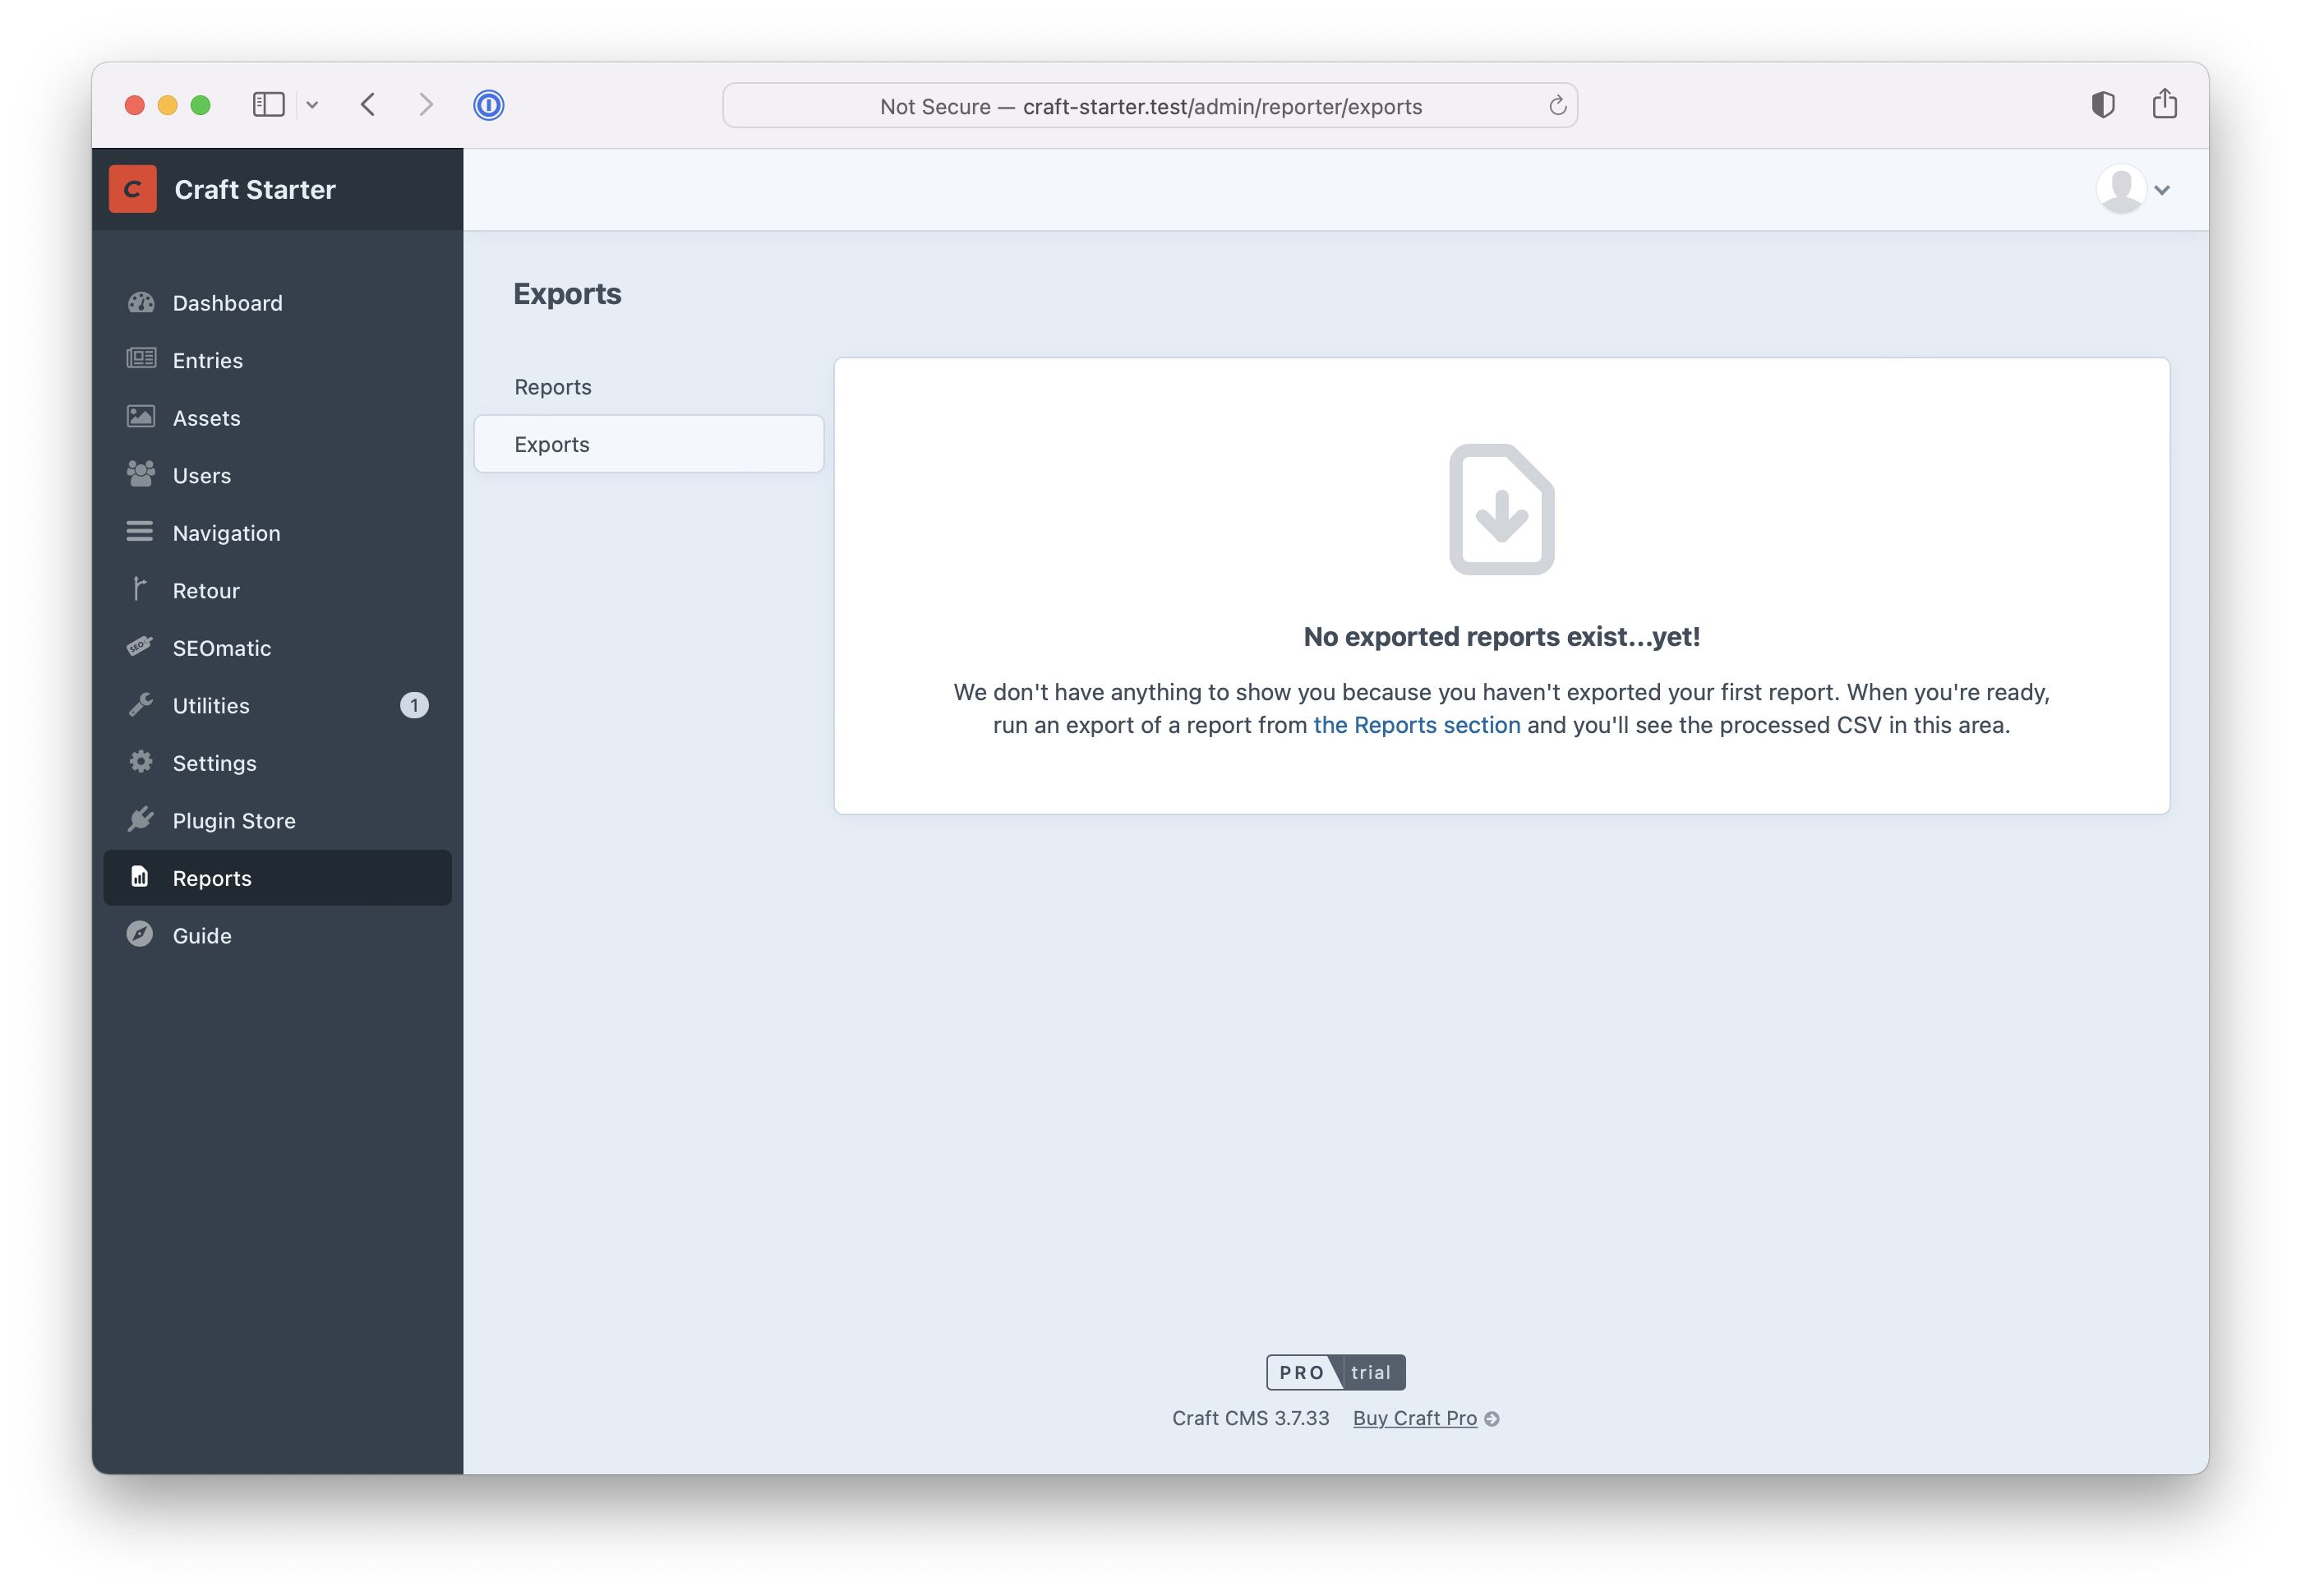 Not Secure — craft-starter.test/admin/reporter/exports
C
Craft Starter
Dashboard
Entries
Assets
Users
Navigation
Retour
SEO
SEOmatic
Utilities
1
Settings
Plugin Store
Reports
Guide
Exports
Reports
Exports
No exported reports exist...yet!
We don't have anything to show you because you haven't exported your first report. When you're ready,
run an export of a report from the Reports section and you'll see the processed CSV in this area.
PRO trial
Craft CMS 3.7.33 Buy Craft Pro